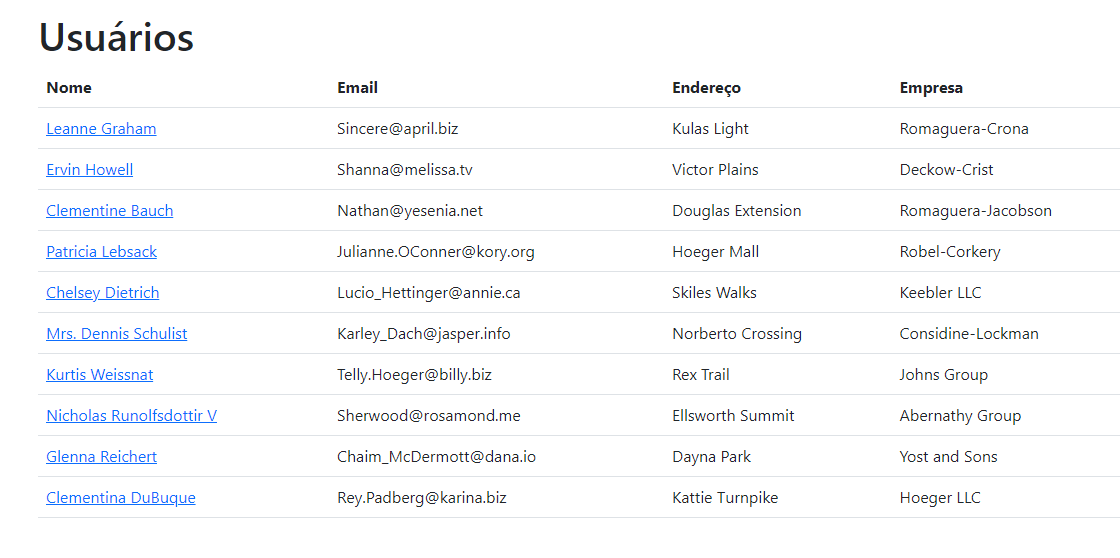 Usuários
Nome Email Endereço Empresa
Leanne Graham Sincere@april.biz Kulas Light Romaguera-Crona
Ervin Howell Shanna@melissa.tv Victor Plains Deckow-Crist
Clementine Bauch Nathan@yesenia.net Douglas Extension Romaguera-Jacobson
Patricia Lebsack Julianne.OConner@kory.org Hoeger Mall Robel-Corkery
Chelsey Dietrich Lucio_Hettinger@annie.ca Skiles Walks Keebler LLC
Mrs. Dennis Schulist Karley_Dach@jasper.info Norberto Crossing Considine-Lockman
Kurtis Weissnat Telly.Hoeger@billy.biz Rex Trail Johns Group
Nicholas Runolfsdottir V Sherwood@rosamond.me Ellsworth Summit Abernathy Group
Glenna Reichert Chaim_McDermott@dana.io Dayna Park Yost and Sons
Clementina DuBuque Rey.Padberg@karina.biz Kattie Turnpike Hoeger LLC